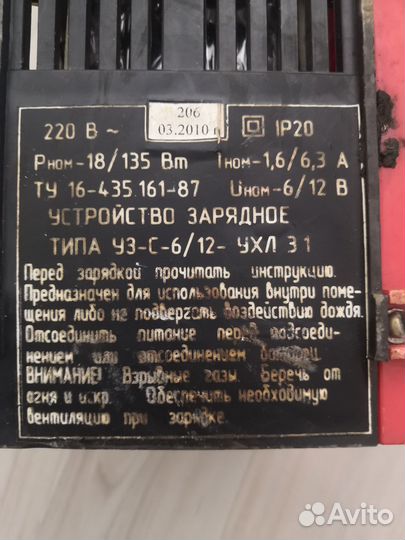 206
03.2010 г
220 В ~ IP20
Рном-18/135 Вт Iном-1,6/6,3 А
ТУ 16-435.161-87 Uном-6/12 В
УСТРОЙСТВО ЗАРЯДНОЕ
ТИПА УЗ-С-6/12- УХЛ 3 1
Перед зарядкой прочитать инструкцию.
Предназначен для использования внутри поме-
щения либо не подвергать воздействию дождя.
Отсоединить питание перед подсоеди-
нением или отсоединением батареи.
ВНИМАНИЕ! Взрывные газы. Беречь от
огня и искр. Обеспечить необходимую
вентиляцию при зарядке.
Avito